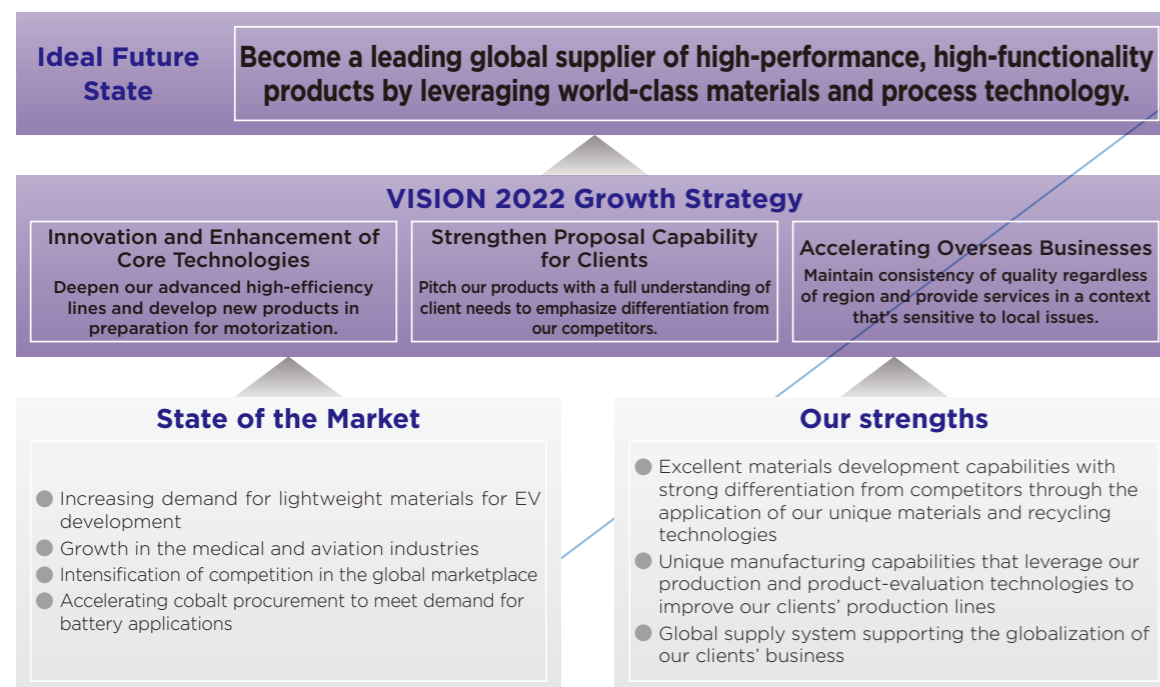 Ideal Future
State
Become a leading global supplier of high-performance, high-functionality
products by leveraging world-class materials and process technology.
VISION 2022 Growth Strategy
Innovation and Enhancement of
Core Technologies
Deepen our advanced high-efficiency
lines and develop new products in
preparation for motorization.
Strengthen Proposal Capability
for Clients
Pitch our products with a full understanding of
client needs to emphasize differentiation from
our competitors.
Accelerating Overseas Businesses
Maintain consistency of quality regardless
of region and provide services in a context
that's sensitive to local issues.
State of the Market
● Increasing demand for lightweight materials for EV
development
● Growth in the medical and aviation industries
● Intensification of competition in the global marketplace
● Accelerating cobalt procurement to meet demand for
battery applications
Our strengths
● Excellent materials development capabilities with
strong differentiation from competitors through the
application of our unique materials and recycling
technologies
● Unique manufacturing capabilities that leverage our
production and product-evaluation technologies to
improve our clients' production lines
● Global supply system supporting the globalization of
our clients' business